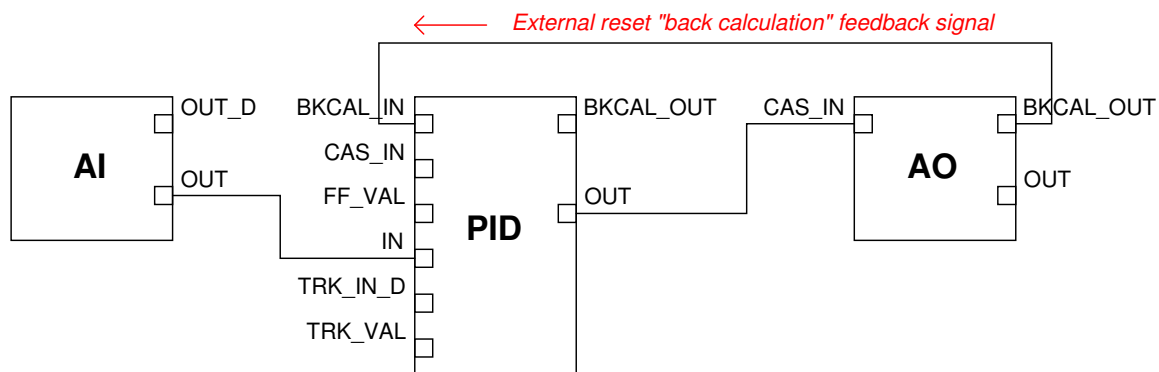 External reset "back calculation" feedback signal
OUT_D
OUT
AI
BKCAL_IN
CAS_IN
FF_VAL
IN
TRK_IN_D
TRK_VAL
PID
BKCAL_OUT
OUT
CAS_IN
AO
BKCAL_OUT
OUT